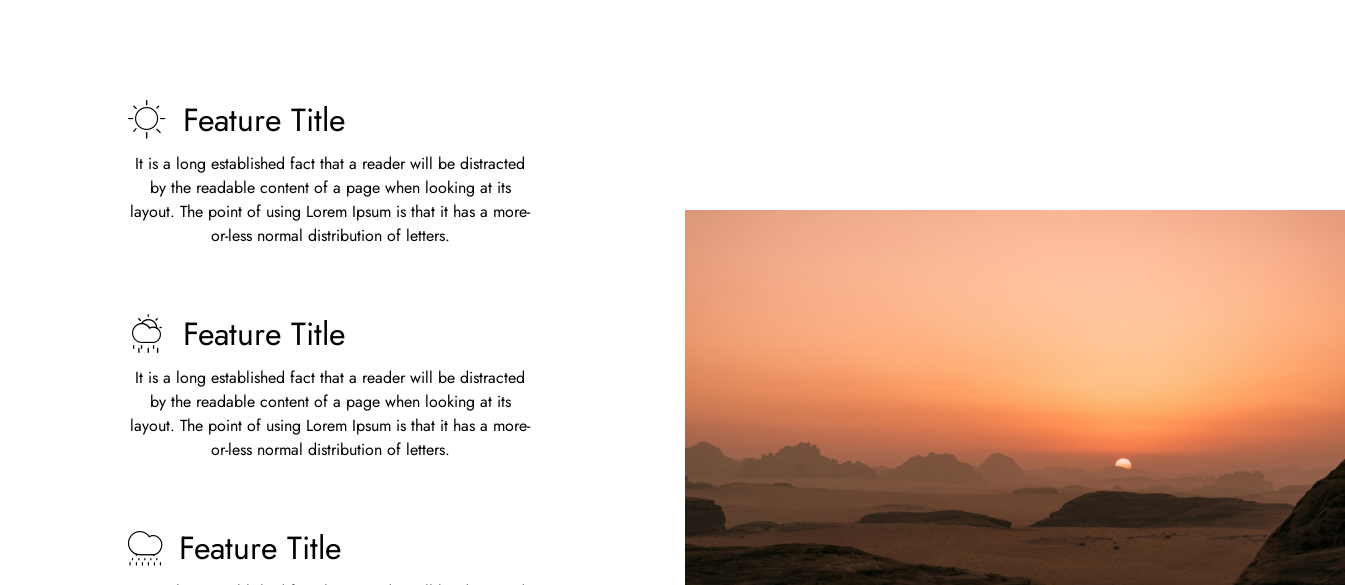 Feature Title
It is a long established fact that a reader will be distracted
by the readable content of a page when looking at its
layout. The point of using Lorem Ipsum is that it has a more-
or-less normal distribution of letters.
Feature Title
It is a long established fact that a reader will be distracted
by the readable content of a page when looking at its
layout. The point of using Lorem Ipsum is that it has a more-
or-less normal distribution of letters.
Feature Title